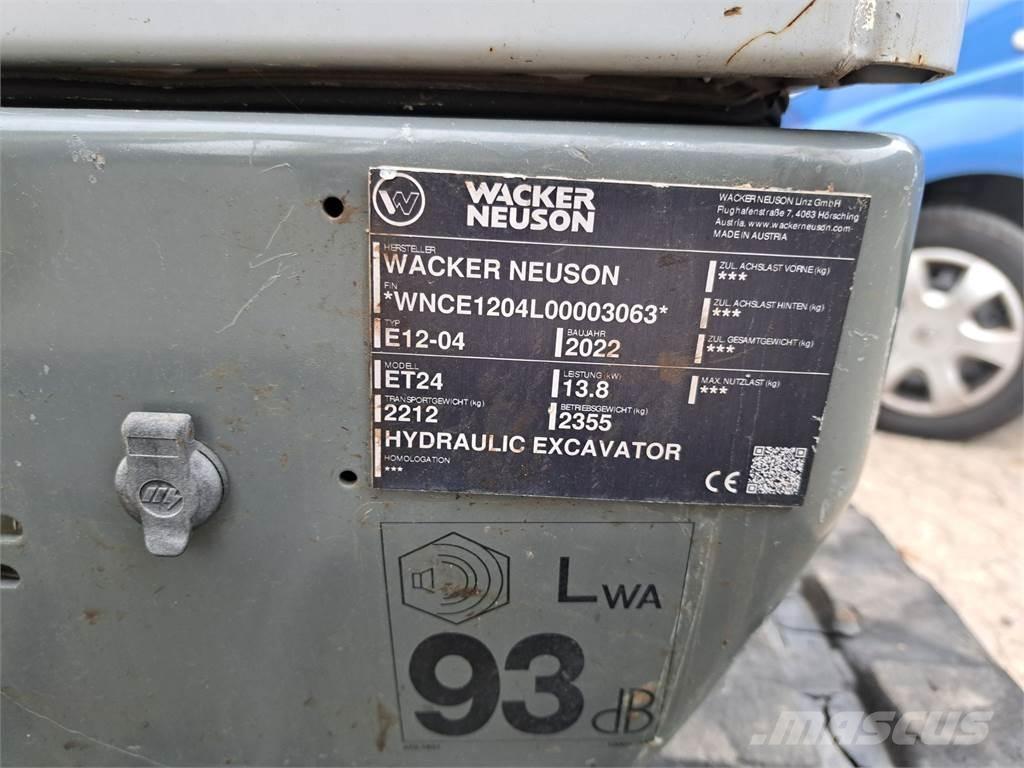 WACKER
NEUSON
WACKER NEUSON Linz GmbH
Flughafenstraße 7, 4063 Hörsching
Austria, www.wackerneuson.com
MADE IN AUSTRIA
HERSTELLER
WACKER NEUSON
ZUL. ACHSLAST VORNE (kg)
***
FIN
*WNCE1204L00003063*
ZUL. ACHSLAST HINTEN (kg)
***
TYP
E12-04
BAUJAHR
2022
ZUL. GESAMTGEWICHT (kg)
***
MODELL
ET24
LEISTUNG (kW)
13.8
MAX. NUTZLAST (kg)
***
TRANSPORTGEWICHT (kg)
2212
BETRIEBSGEWICHT (kg)
2355
HYDRAULIC EXCAVATOR
HOMOLOGATION
***
CE
LWA
93 dB
MASCUS